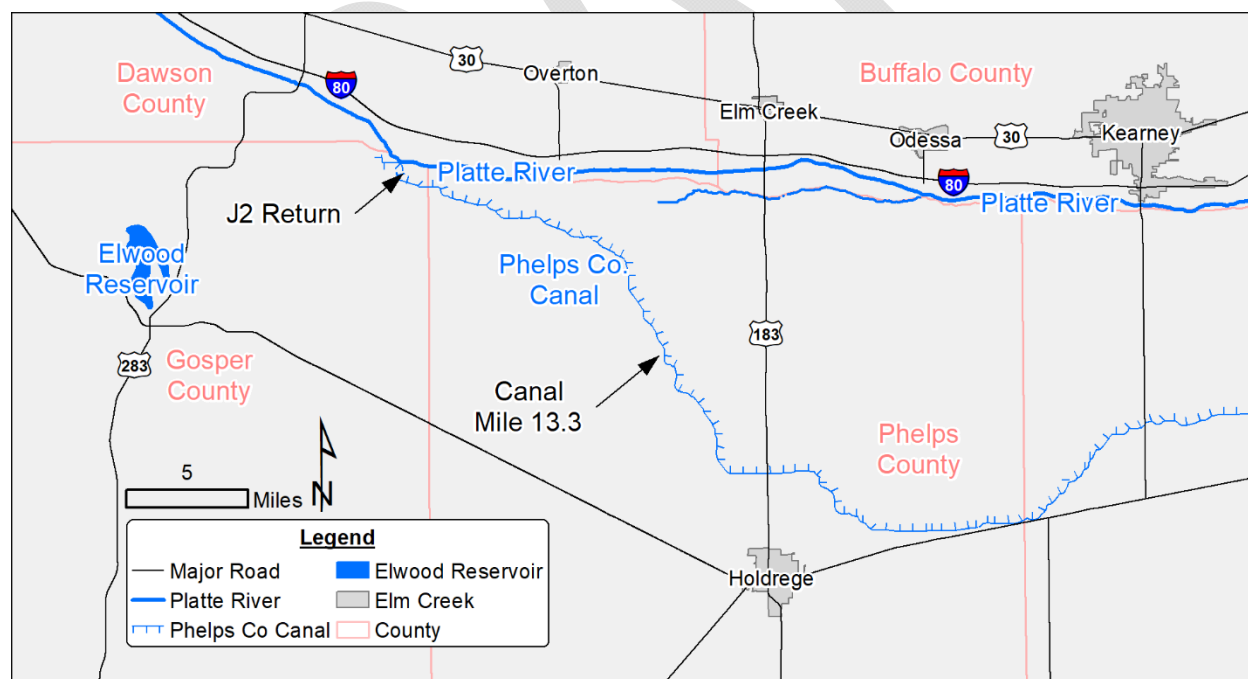 Dawson
County
80
30
Overton
Buffalo County
Elm Creek
Odessa
30
Kearney
Platte River
80
Platte River
J2 Return
Elwood
Reservoir
Phelps Co.
Canal
183
283
Gosper
County
Canal
Mile 13.3
Phelps
County
5
Miles
N
Holdrege
Legend
Major Road
Elwood Reservoir
Platte River
Elm Creek
Phelps Co Canal
County